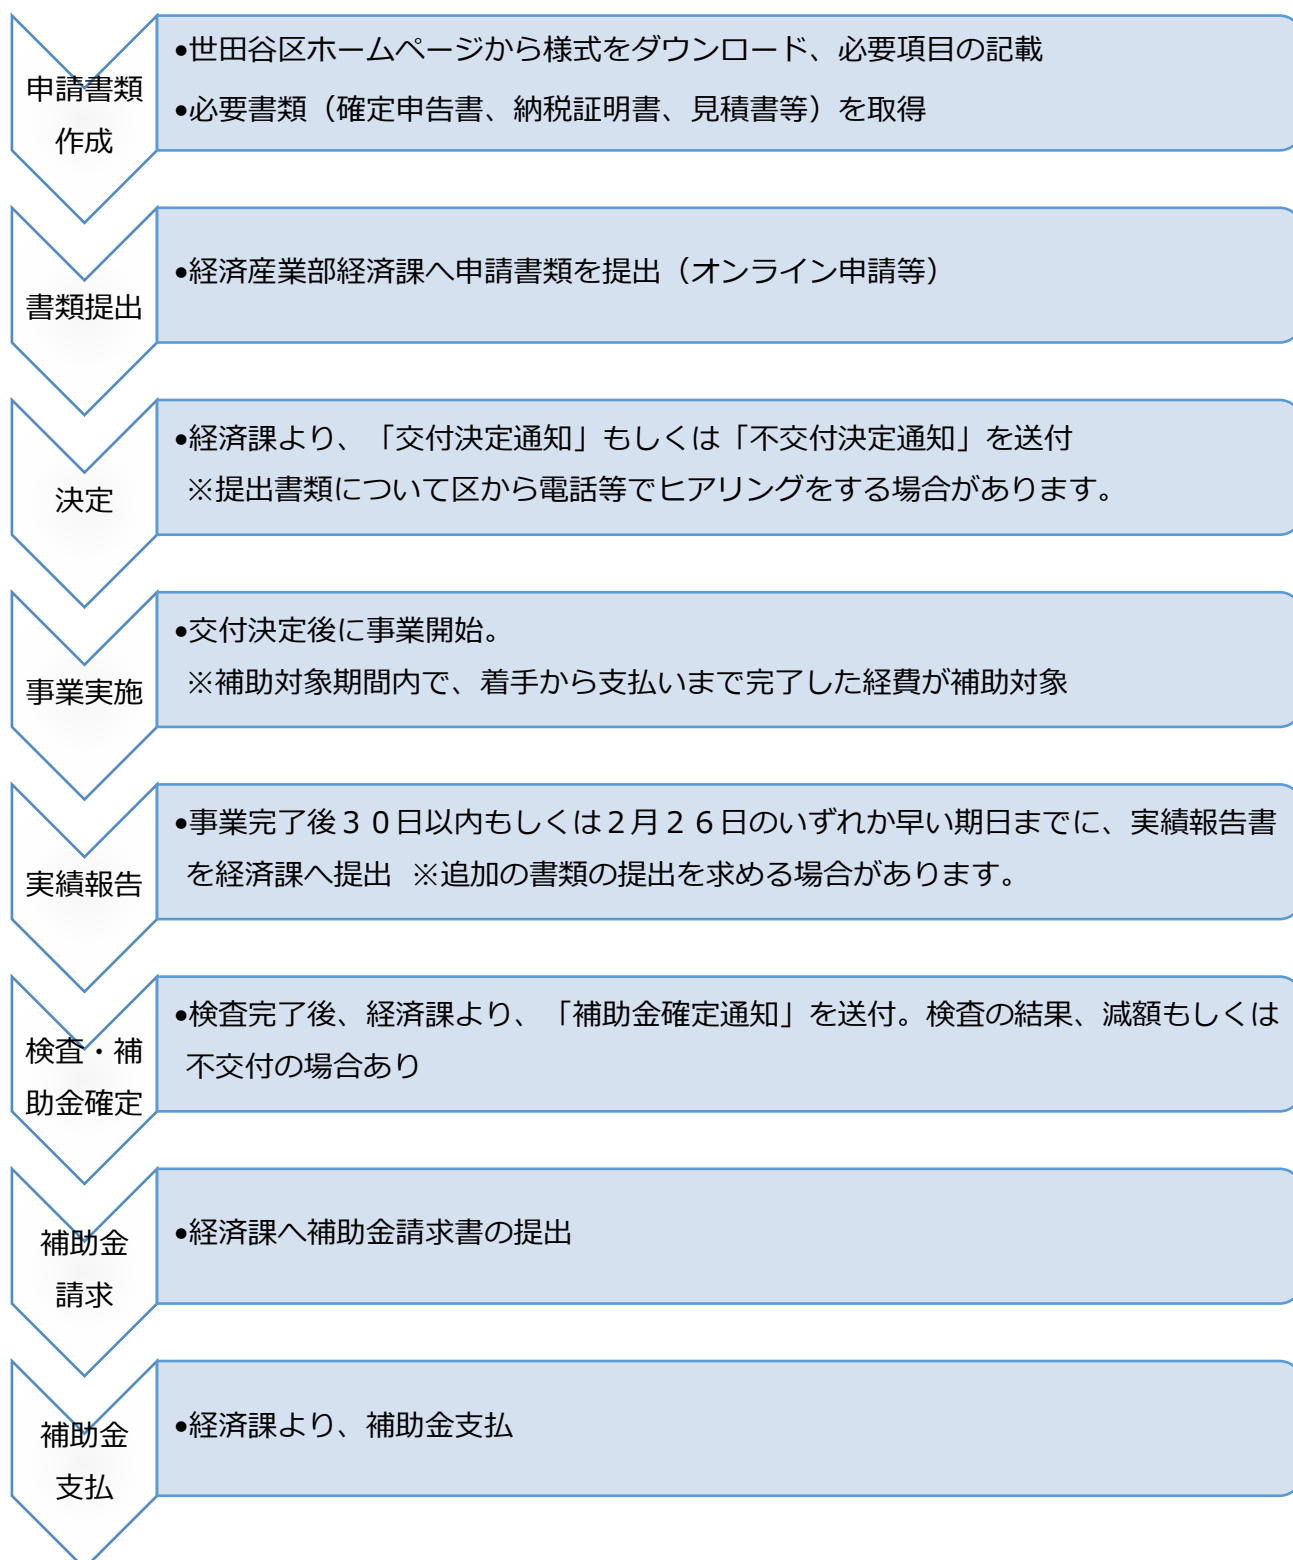 申請書類
作成
•世田谷区ホームページから様式をダウンロード、必要項目の記載
•必要書類（確定申告書、納税証明書、見積書等）を取得
書類提出
•経済産業部経済課へ申請書類を提出（オンライン申請等）
決定
•経済課より、「交付決定通知」もしくは「不交付決定通知」を送付
※提出書類について区から電話等でヒアリングをする場合があります。
事業実施
•交付決定後に事業開始。
※補助対象期間内で、着手から支払いまで完了した経費が補助対象
実績報告
•事業完了後３０日以内もしくは２月２６日のいずれか早い期日までに、実績報告書
を経済課へ提出 ※追加の書類の提出を求める場合があります。
検査・補
助金確定
•検査完了後、経済課より、「補助金確定通知」を送付。検査の結果、減額もしくは
不交付の場合あり
補助金
請求
•経済課へ補助金請求書の提出
補助金
支払
•経済課より、補助金支払